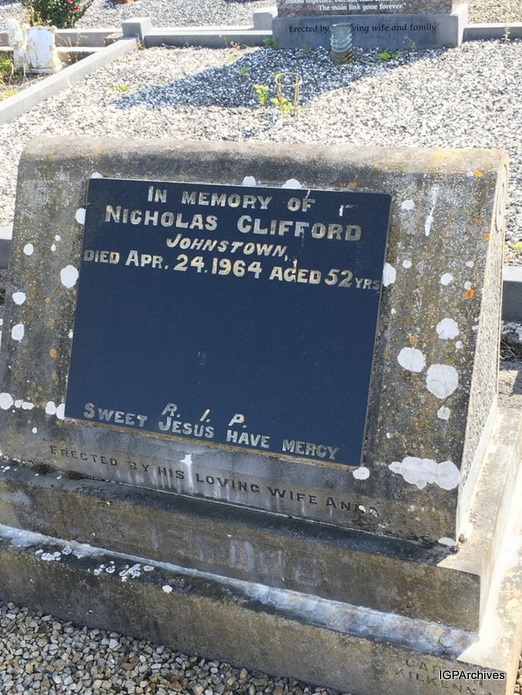 The main link gone forever.'
Erected by loving wife and family
IN MEMORY OF
NICHOLAS CLIFFORD
JOHNSTOWN,
DIED APR. 24. 1964 AGED 52 YRS
R. I. P.
SWEET JESUS HAVE MERCY
ERECTED BY HIS LOVING WIFE
IGPArchives